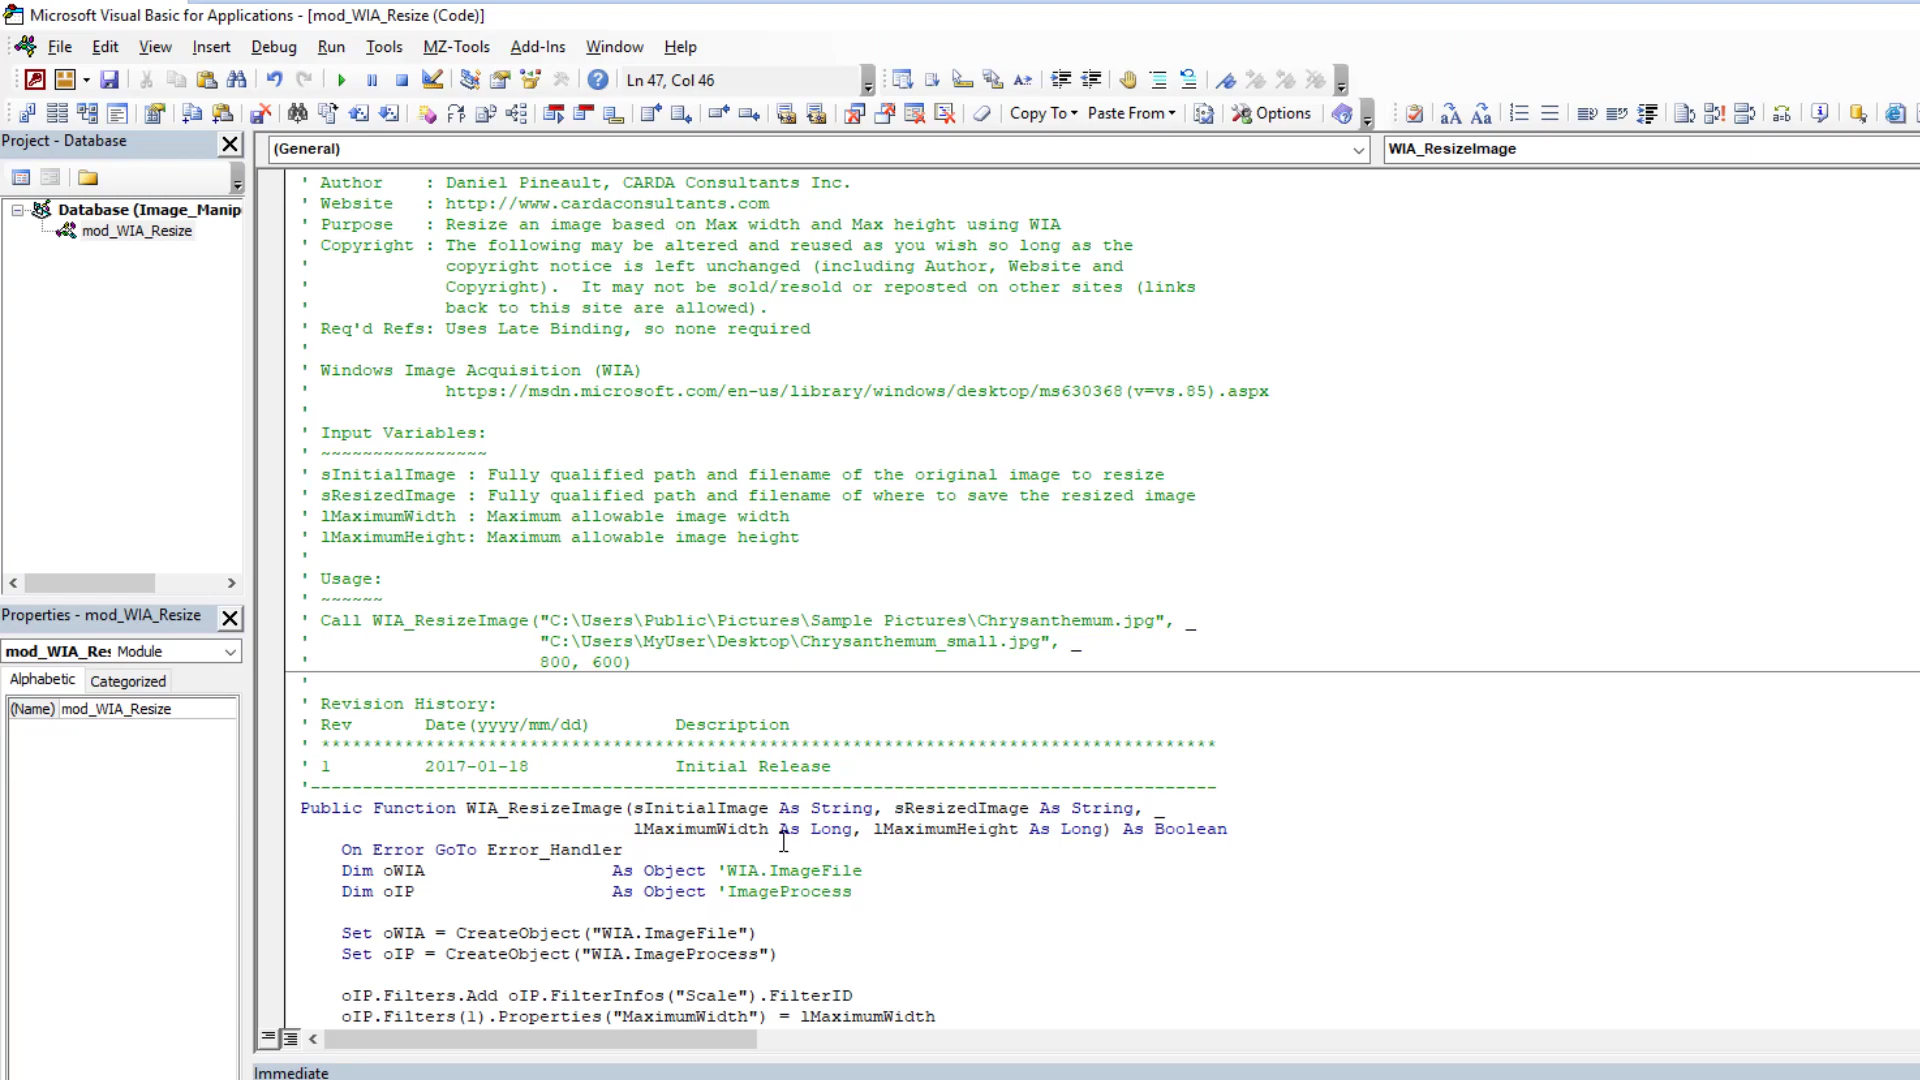 Microsoft Visual Basic for Applications - [mod_WIA_Resize (Code)]
File Edit View Insert Debug Run Tools MZ-Tools Add-Ins Window Help
Ln 47, Col 46
Copy To Paste From Options
Project - Database
(General) WIA_ResizeImage
Database (Image_Manip
mod_WIA_Resize
Properties - mod_WIA_Resize
mod_WIA_Res Module
Alphabetic Categorized
(Name) mod_WIA_Resize
' Author    : Daniel Pineault, CARDA Consultants Inc.
' Website   : http://www.cardaconsultants.com
' Purpose   : Resize an image based on Max width and Max height using WIA
' Copyright : The following may be altered and reused as you wish so long as the
'             copyright notice is left unchanged (including Author, Website and
'             Copyright).  It may not be sold/resold or reposted on other sites (links
'             back to this site are allowed).
' Req'd Refs: Uses Late Binding, so none required
'
' Windows Image Acquisition (WIA)
'             https://msdn.microsoft.com/en-us/library/windows/desktop/ms630368(v=vs.85).aspx
'
' Input Variables:
' ~~~~~~~~~~~~~~~~
' sInitialImage : Fully qualified path and filename of the original image to resize
' sResizedImage : Fully qualified path and filename of where to save the resized image
' lMaximumWidth : Maximum allowable image width
' lMaximumHeight: Maximum allowable image height
'
' Usage:
' ~~~~~~
' Call WIA_ResizeImage("C:\Users\Public\Pictures\Sample Pictures\Chrysanthemum.jpg", _
'                      "C:\Users\MyUser\Desktop\Chrysanthemum_small.jpg", _
'                      800, 600)
'
' Revision History:
' Rev       Date(yyyy/mm/dd)        Description
' **************************************************************************************
' 1         2017-01-18              Initial Release
'---------------------------------------------------------------------------------------
Public Function WIA_ResizeImage(sInitialImage As String, sResizedImage As String, _
                                lMaximumWidth As Long, lMaximumHeight As Long) As Boolean
    On Error GoTo Error_Handler
    Dim oWIA                  As Object 'WIA.ImageFile
    Dim oIP                   As Object 'ImageProcess
    Set oWIA = CreateObject("WIA.ImageFile")
    Set oIP = CreateObject("WIA.ImageProcess")
    oIP.Filters.Add oIP.FilterInfos("Scale").FilterID
    oIP.Filters(1).Properties("MaximumWidth") = lMaximumWidth
Immediate